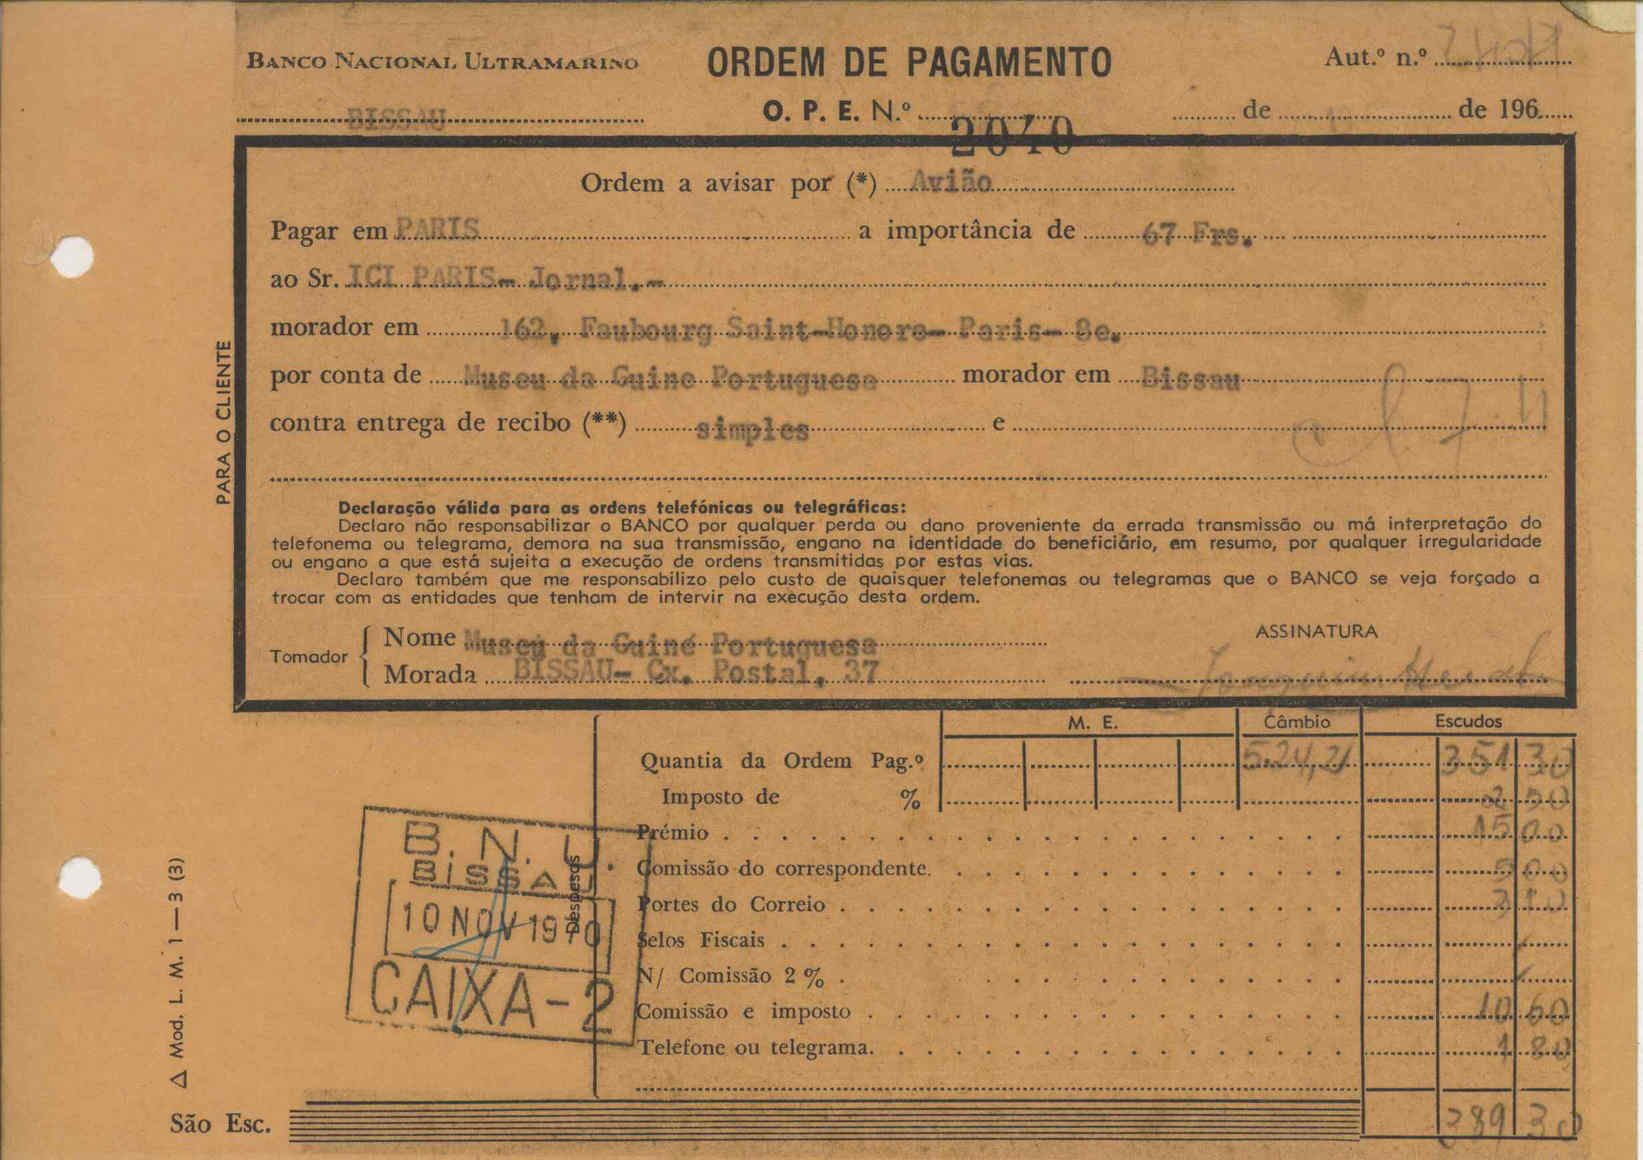 BANCO NACIONAL ULTRAMARINO
BISSAU
ORDEM DE PAGAMENTO
O. P. E. N.º 2040
Aut.º n.º
de de 196
Ordem a avisar por (*) Avião
Pagar em PARIS a importância de 67 Frs.
ao Sr. ICI PARIS- Jornal.-
morador em 162, Faubourg Saint-Honore- Paris- 8e.
por conta de Museu da Guine Portuguesa morador em Bissau
contra entrega de recibo (**) simples e
Declaração válida para as ordens telefónicas ou telegráficas:
Declaro não responsabilizar o BANCO por qualquer perda ou dano proveniente da errada transmissão ou má interpretação do
telefonema ou telegrama, demora na sua transmissão, engano na identidade do beneficiário, em resumo, por qualquer irregularidade
ou engano a que está sujeita a execução de ordens transmitidas por estas vias.
Declaro também que me responsabilizo pelo custo de quaisquer telefonemas ou telegramas que o BANCO se veja forçado a
trocar com as entidades que tenham de intervir na execução desta ordem.
Tomador
Nome Museu da Guiné Portuguesa
Morada BISSAU- Cx. Postal, 37
ASSINATURA
PARA O CLIENTE
M. E. Câmbio Escudos
Quantia da Ordem Pag.º 5.24,21 351 30
Imposto de % 2 50
Prémio 15 00
Comissão do correspondente. 5 00
Portes do Correio 3 10
Selos Fiscais
N/ Comissão 2 %
Comissão e imposto 10 60
Telefone ou telegrama. 1 80
Despesas
B. N. U.
BISSAU
10 NOV 1970
CAIXA-2
Δ Mod. L. M. 1 — 3 (3)
São Esc. 389 30